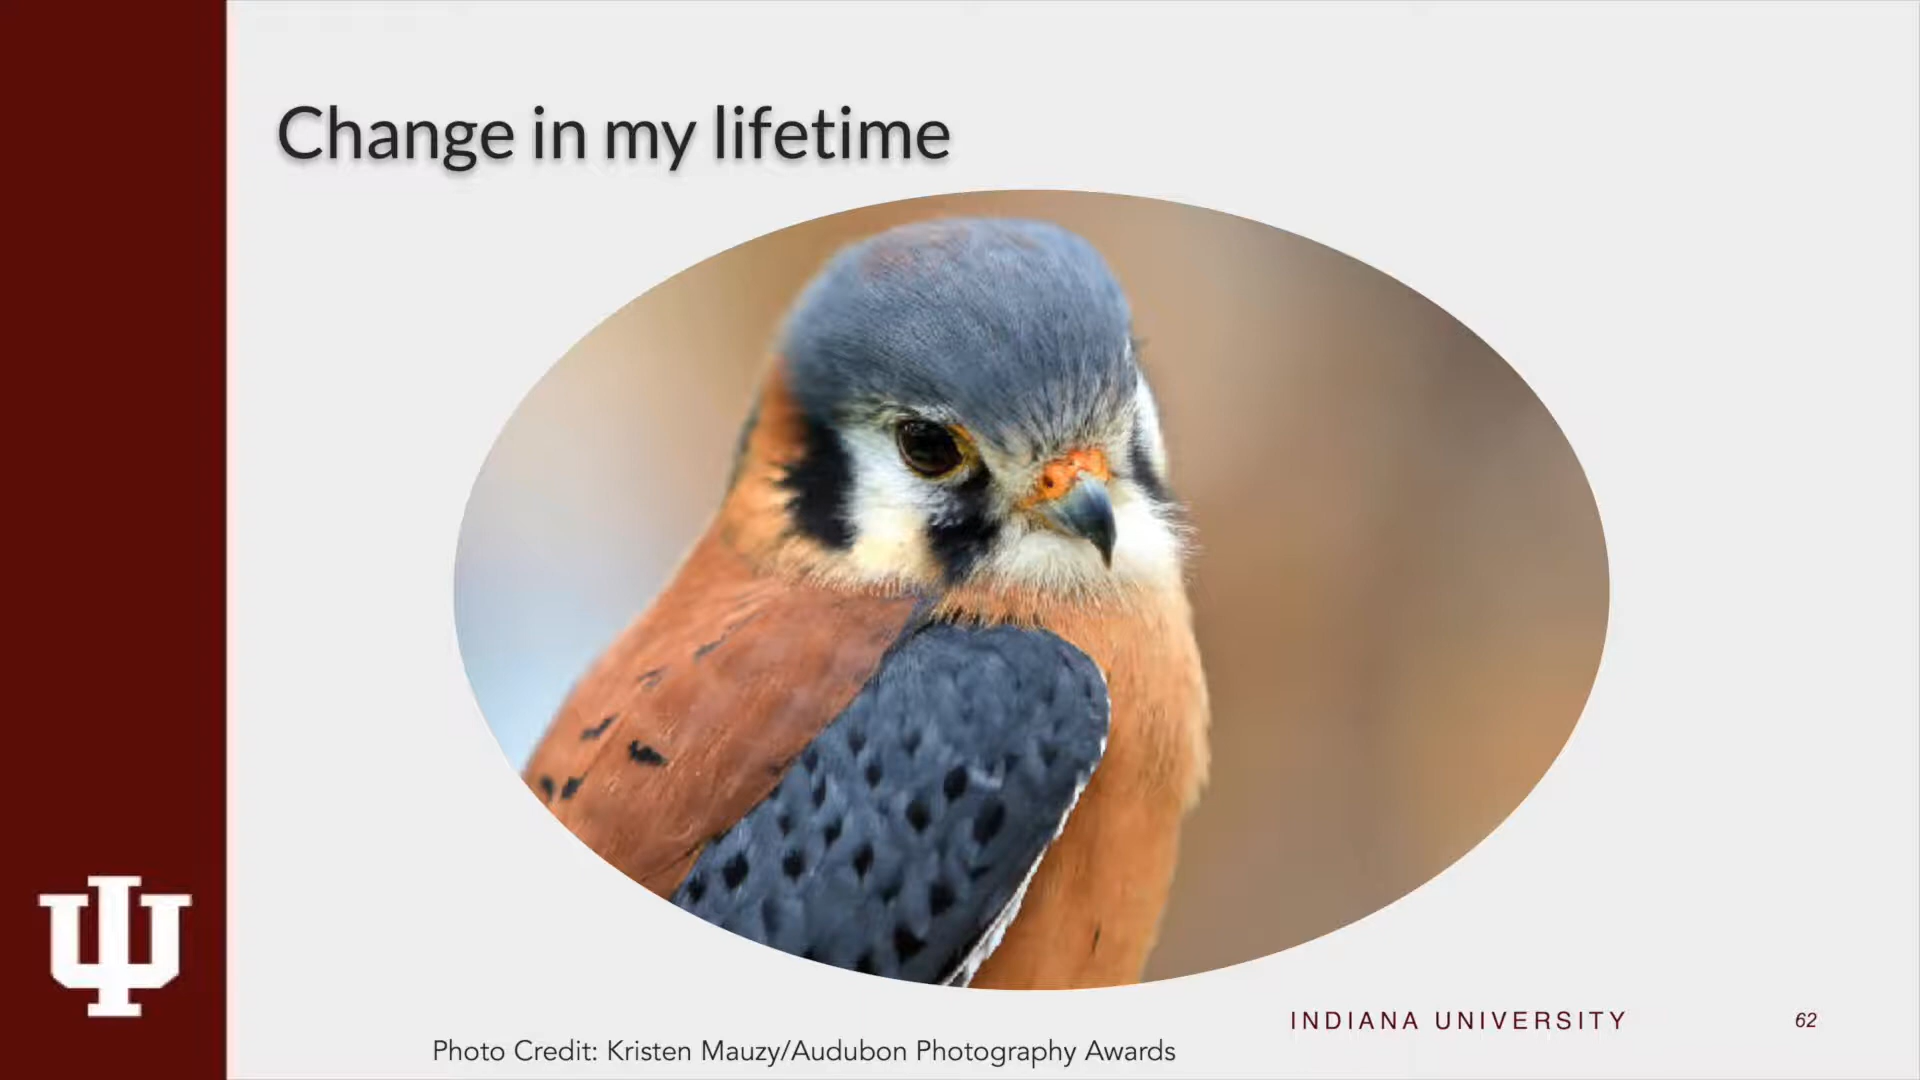 Change in my lifetime
INDIANA UNIVERSITY
62
Photo Credit: Kristen Mauzy/Audubon Photography Awards